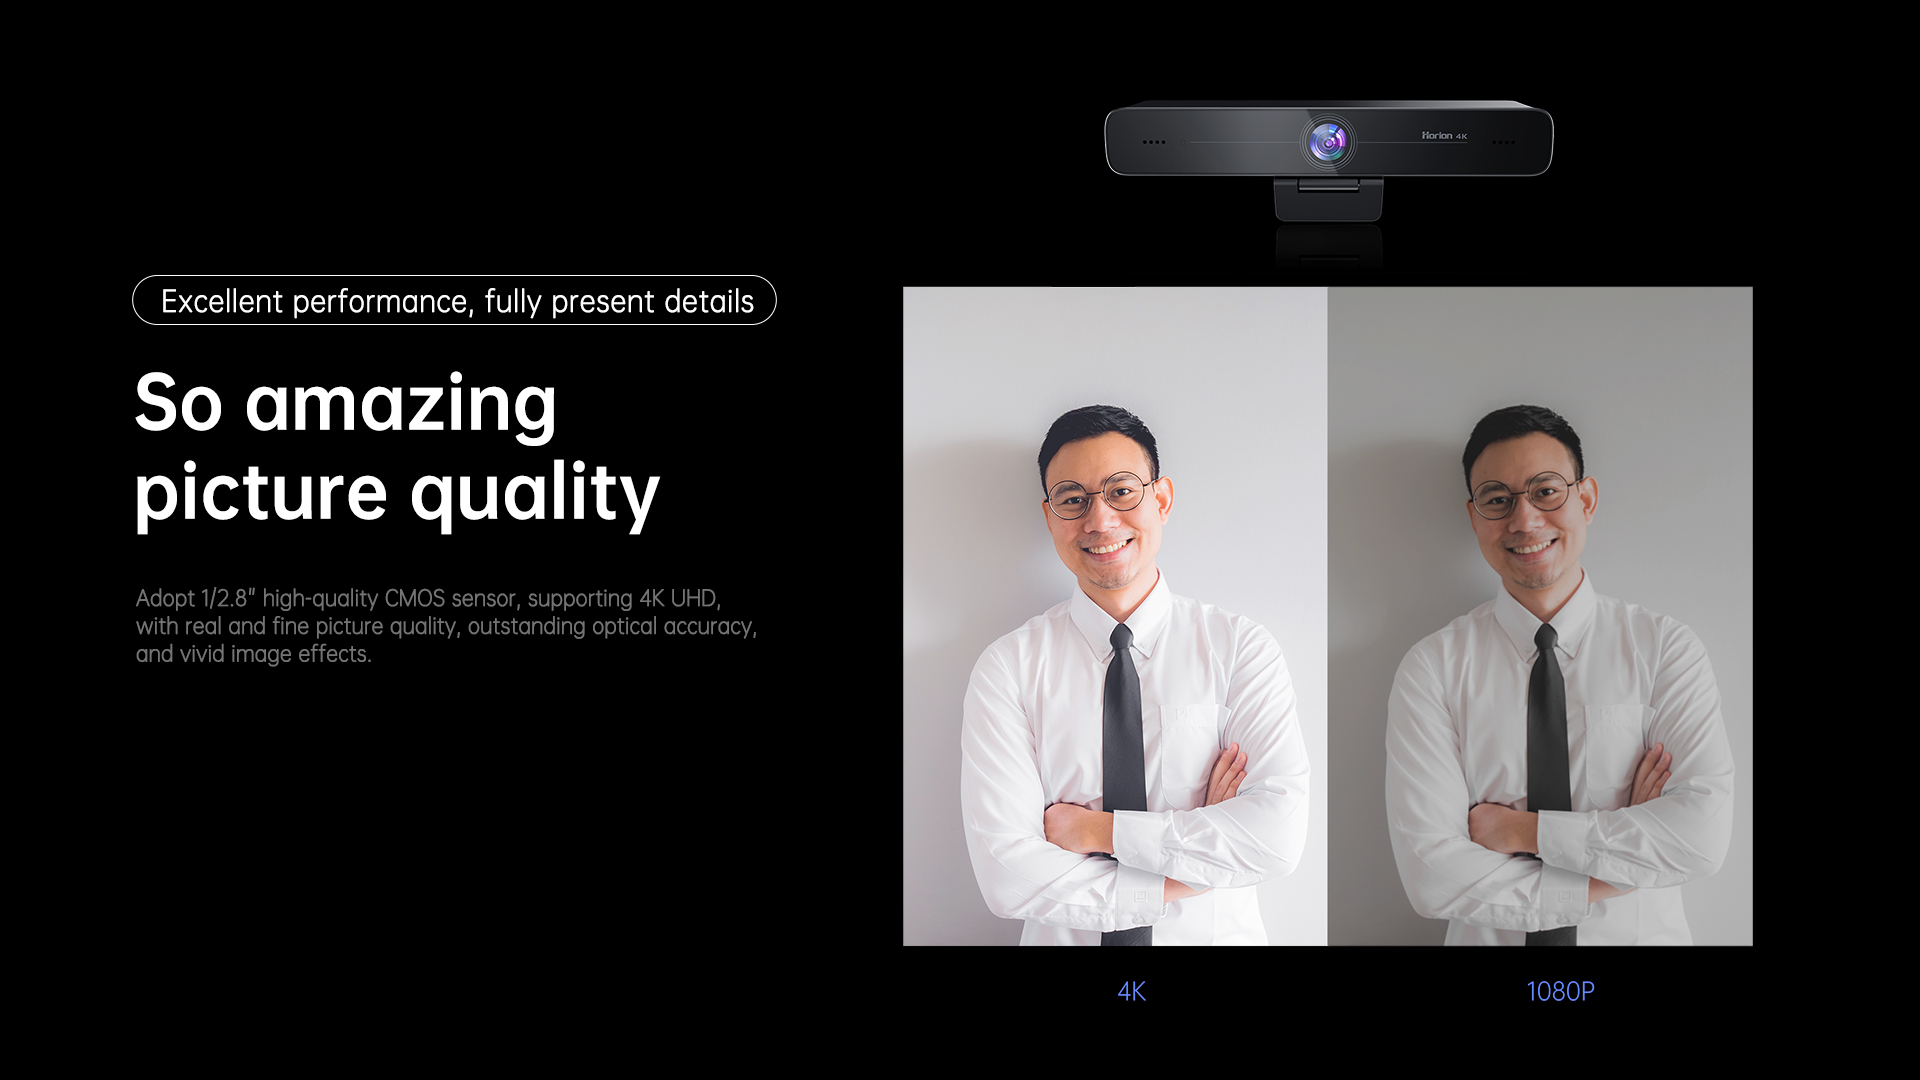 Horion 4K
Excellent performance, fully present details
So amazing
picture quality
Adopt 1/2.8" high-quality CMOS sensor, supporting 4K UHD,
with real and fine picture quality, outstanding optical accuracy,
and vivid image effects.
4K
1080P